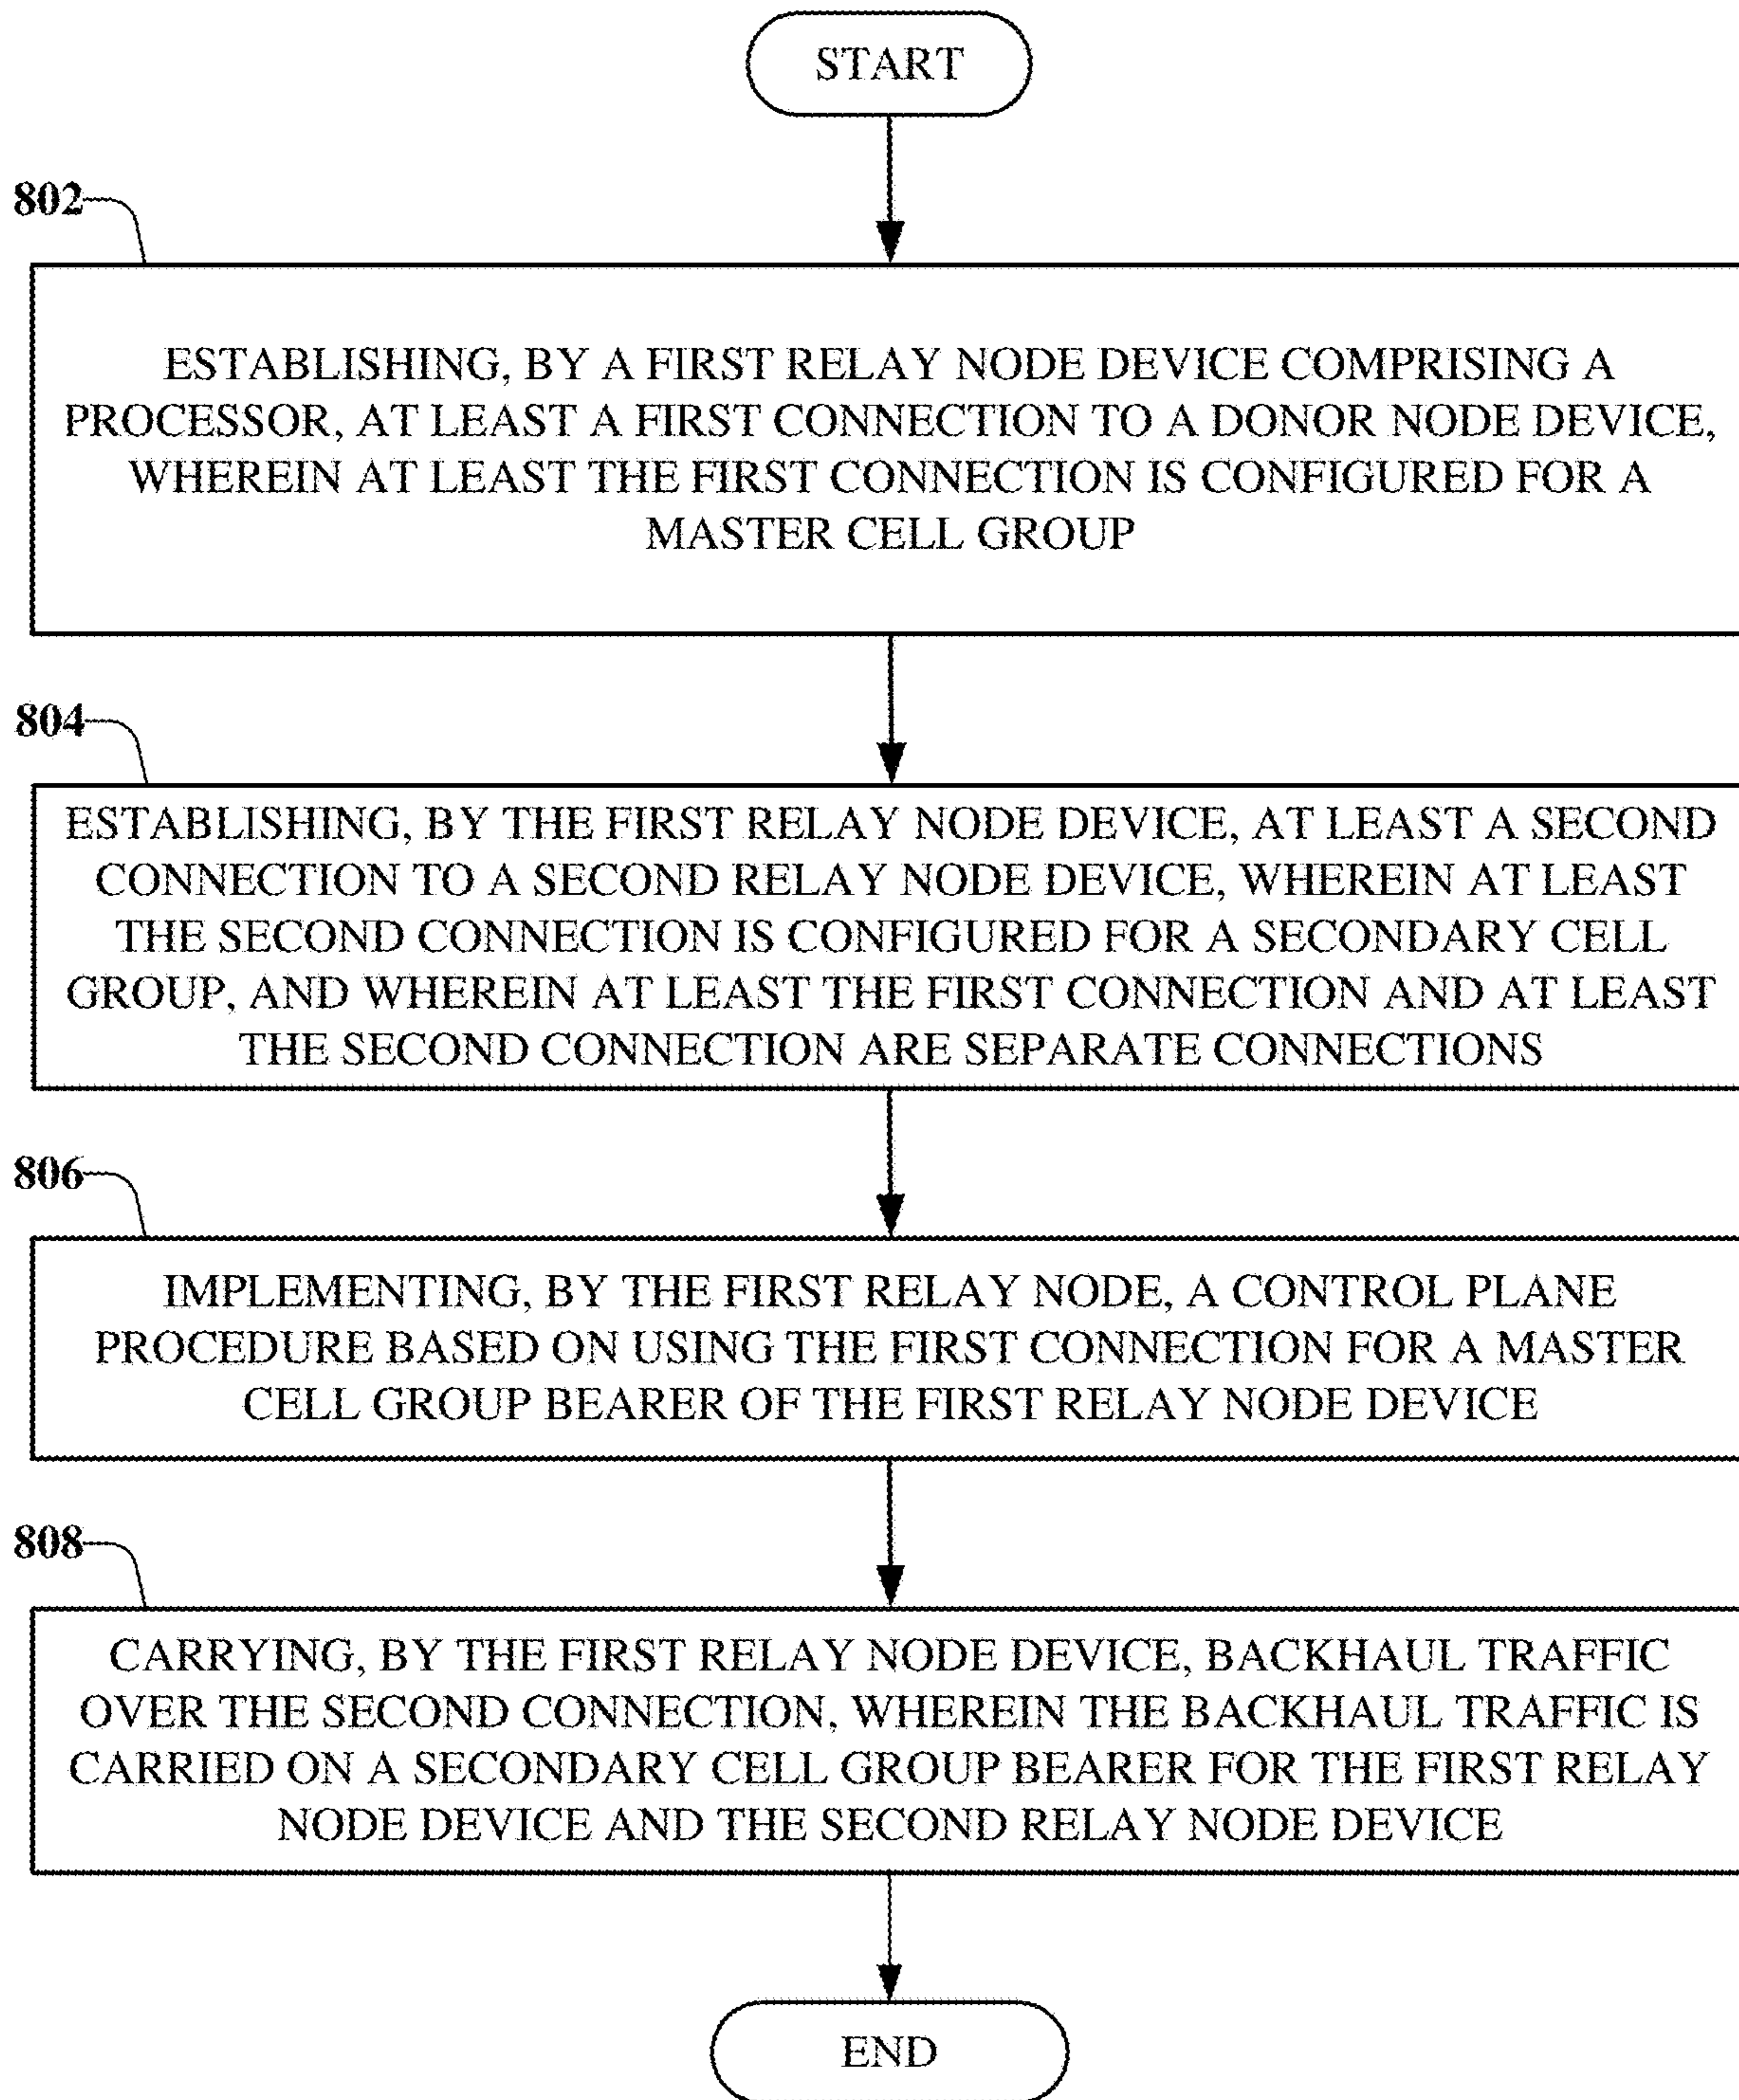 START
802
ESTABLISHING, BY A FIRST RELAY NODE DEVICE COMPRISING A
PROCESSOR, AT LEAST A FIRST CONNECTION TO A DONOR NODE DEVICE,
WHEREIN AT LEAST THE FIRST CONNECTION IS CONFIGURED FOR A
MASTER CELL GROUP
804
ESTABLISHING, BY THE FIRST RELAY NODE DEVICE, AT LEAST A SECOND
CONNECTION TO A SECOND RELAY NODE DEVICE, WHEREIN AT LEAST
THE SECOND CONNECTION IS CONFIGURED FOR A SECONDARY CELL
GROUP, AND WHEREIN AT LEAST THE FIRST CONNECTION AND AT LEAST
THE SECOND CONNECTION ARE SEPARATE CONNECTIONS
806
IMPLEMENTING, BY THE FIRST RELAY NODE, A CONTROL PLANE
PROCEDURE BASED ON USING THE FIRST CONNECTION FOR A MASTER
CELL GROUP BEARER OF THE FIRST RELAY NODE DEVICE
808
CARRYING, BY THE FIRST RELAY NODE DEVICE, BACKHAUL TRAFFIC
OVER THE SECOND CONNECTION, WHEREIN THE BACKHAUL TRAFFIC IS
CARRIED ON A SECONDARY CELL GROUP BEARER FOR THE FIRST RELAY
NODE DEVICE AND THE SECOND RELAY NODE DEVICE
END